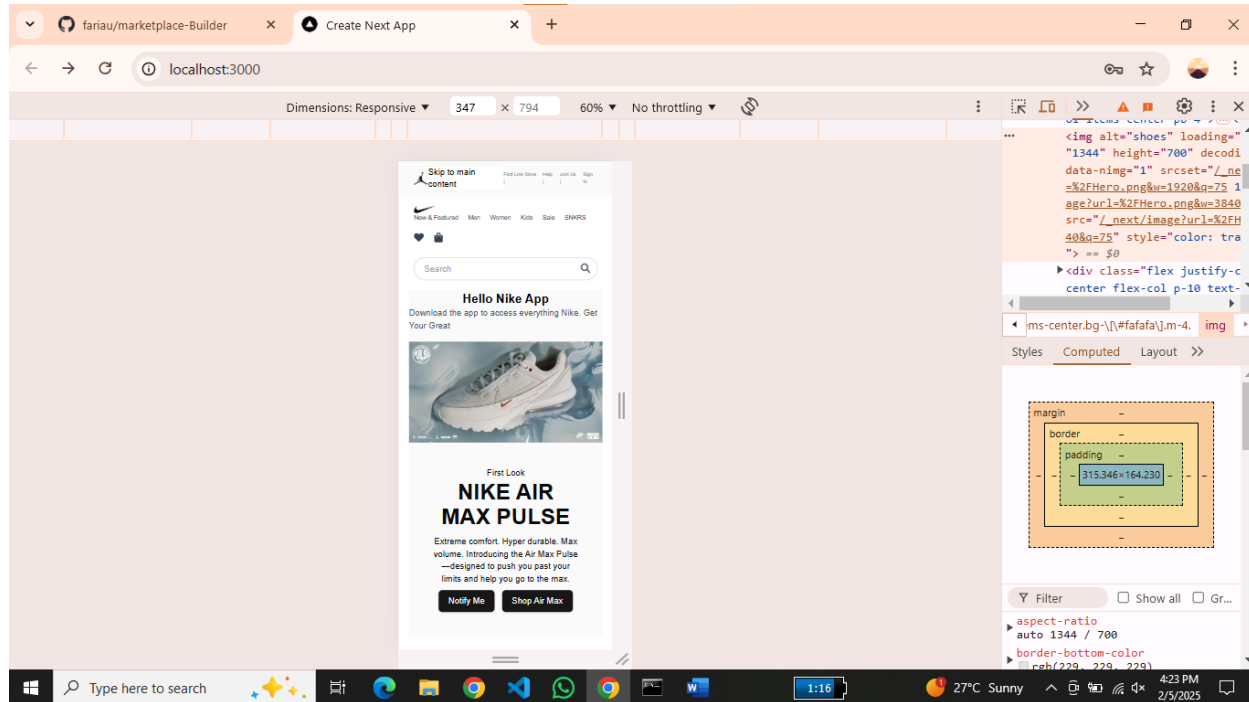 fariau/marketplace-Builder
Create Next App
localhost:3000
Dimensions: Responsive 347 × 794 60% No throttling
<img alt="shoes" loading="
"1344" height="700" decodi
data-nimg="1" srcset="/_ne
=%2FHero.png&w=1920&q=75 1
age?url=%2FHero.png&w=3840
src="/_next/image?url=%2FH
40&q=75" style="color: tra
"> == $0
<div class="flex justify-c
center flex-col p-10 text-
ms-center.bg-\[\#fafafa\].m-4. img
Styles Computed Layout
margin –
border –
padding –
– – – 315.346×164.230 – – –
–
–
–
Filter Show all Gr...
aspect-ratio
auto 1344 / 700
border-bottom-color
rgb(229, 229, 229)
Skip to main content
Find Link Store | Help | Join Us | Sign In
New & Featured Men Women Kids Sale SNKRS
Search
Hello Nike App
Download the app to access everything Nike. Get
Your Great
First Look
NIKE AIR
MAX PULSE
Extreme comfort. Hyper durable. Max
volume. Introducing the Air Max Pulse
—designed to push you past your
limits and help you go to the max.
Notify Me Shop Air Max
Type here to search
1:16
1
27°C Sunny
4:23 PM
2/5/2025